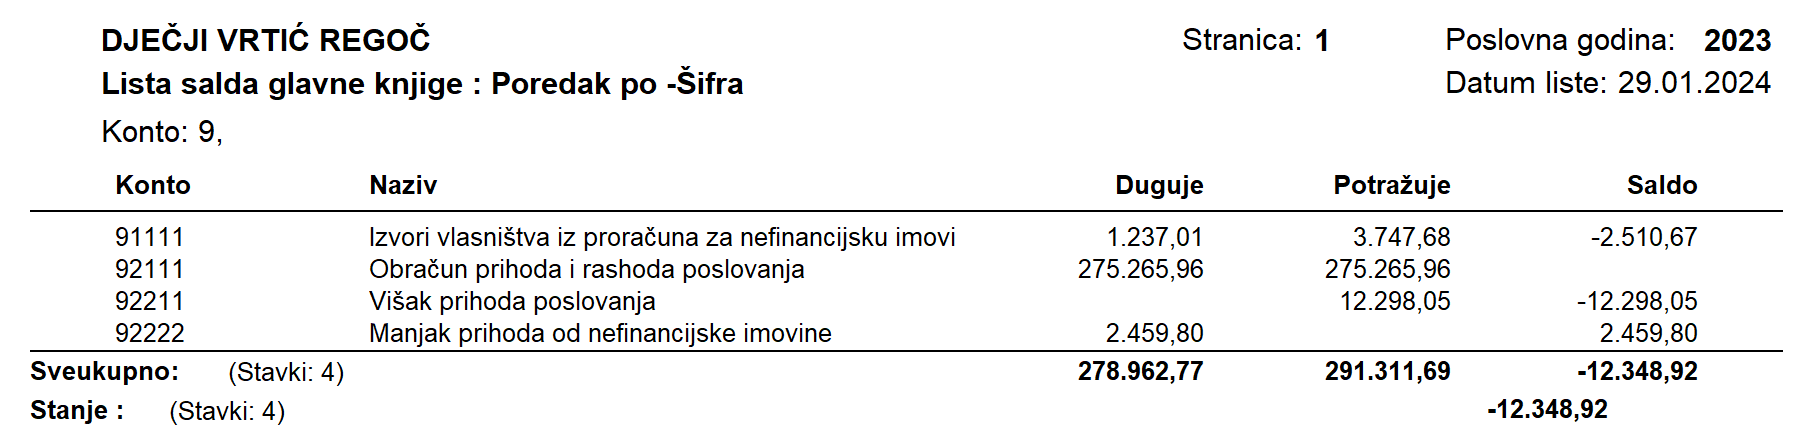 DJEČJI VRTIĆ REGOČ Stranica: 1 Poslovna godina: 2023
Lista salda glavne knjige : Poredak po -Šifra Datum liste: 29.01.2024
Konto: 9,
Konto Naziv Duguje Potražuje Saldo
91111 Izvori vlasništva iz proračuna za nefinancijsku imovi 1.237,01 3.747,68 -2.510,67
92111 Obračun prihoda i rashoda poslovanja 275.265,96 275.265,96
92211 Višak prihoda poslovanja 12.298,05 -12.298,05
92222 Manjak prihoda od nefinancijske imovine 2.459,80 2.459,80
Sveukupno: (Stavki: 4) 278.962,77 291.311,69 -12.348,92
Stanje : (Stavki: 4) -12.348,92